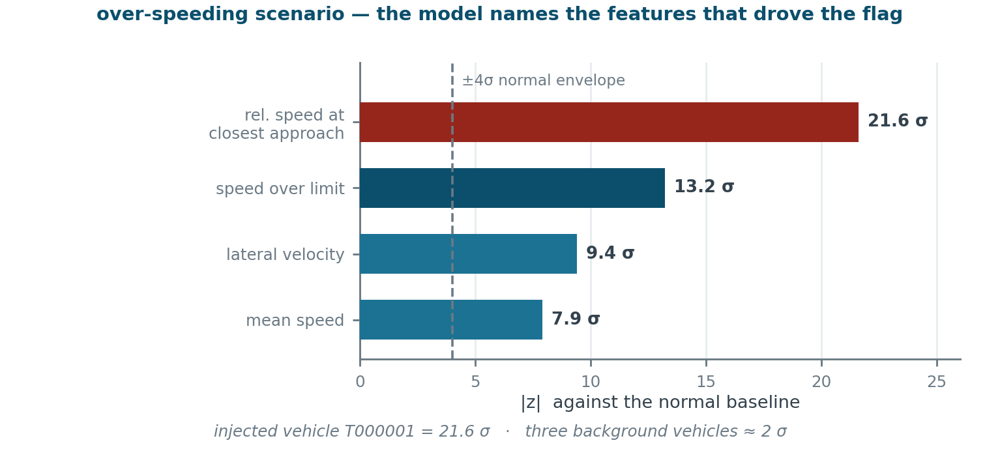 over-speeding scenario — the model names the features that drove the flag
±4σ normal envelope
rel. speed at
closest approach
21.6 σ
speed over limit
13.2 σ
lateral velocity
9.4 σ
mean speed
7.9 σ
0 5 10 15 20 25
|z| against the normal baseline
injected vehicle T000001 = 21.6 σ · three background vehicles ≈ 2 σ